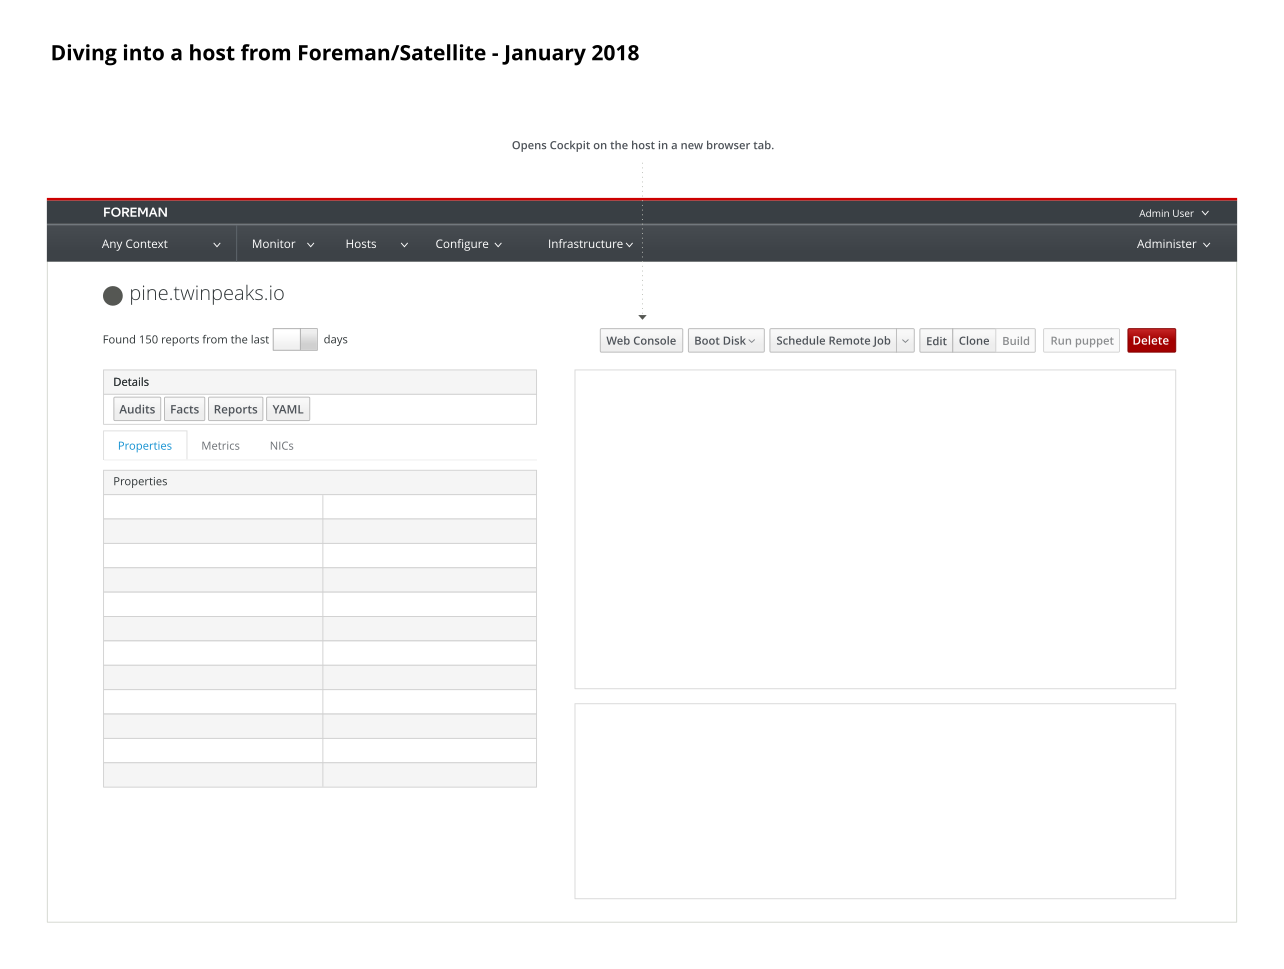 Diving into a host from Foreman/Satellite - January 2018
Opens Cockpit on the host in a new browser tab.
FOREMAN
Admin User
Any Context
Monitor
Hosts
Configure
Infrastructure
Administer
pine.twinpeaks.io
Found 150 reports from the last
days
Web Console
Boot Disk
Schedule Remote Job
Edit
Clone
Build
Run puppet
Delete
Details
Audits
Facts
Reports
YAML
Properties
Metrics
NICs
Properties